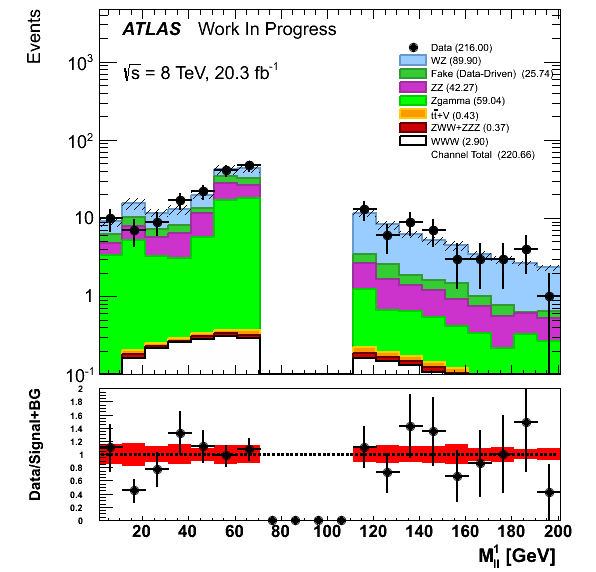 Events
ATLAS Work In Progress
√s = 8 TeV, 20.3 fb⁻¹
Data (216.00)
WZ (89.90)
Fake (Data-Driven) (25.74)
ZZ (42.27)
Zgamma (59.04)
tt̄+V (0.43)
ZWW+ZZZ (0.37)
WWW (2.90)
Channel Total (220.66)
10³
10²
10
1
10⁻¹
Data/Signal+BG
2
1.8
1.6
1.4
1.2
1
0.8
0.6
0.4
0.2
0
20 40 60 80 100 120 140 160 180 200
M¹ll [GeV]